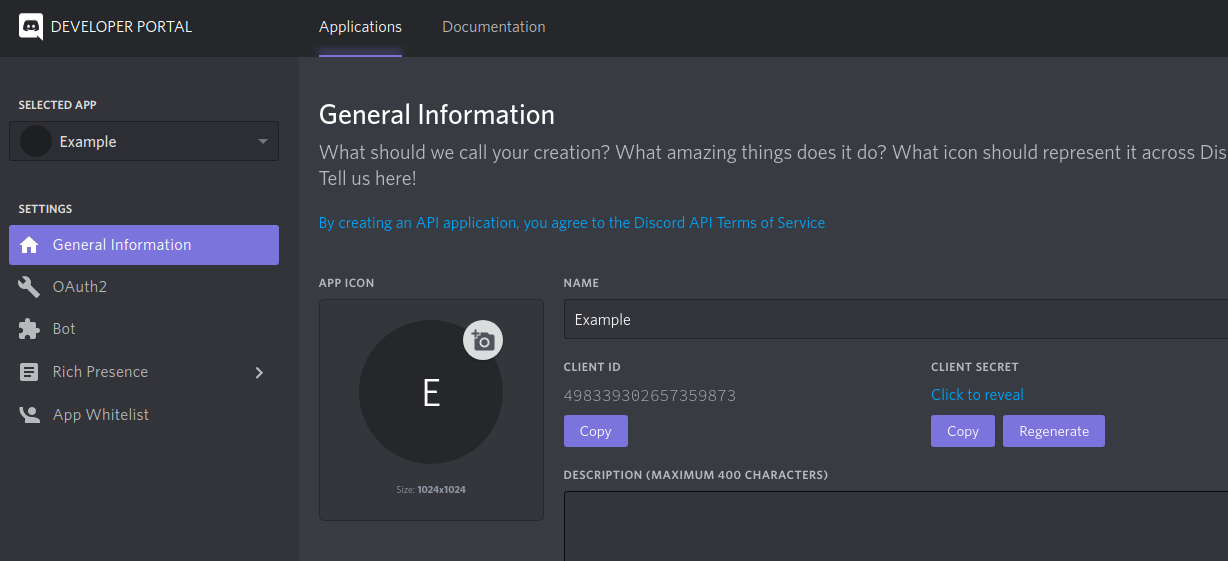 DEVELOPER PORTAL
Applications
Documentation
SELECTED APP
Example
SETTINGS
General Information
OAuth2
Bot
Rich Presence
App Whitelist
General Information
What should we call your creation? What amazing things does it do? What icon should represent it across Dis
Tell us here!
By creating an API application, you agree to the Discord API Terms of Service
APP ICON
E
Size: 1024x1024
NAME
Example
CLIENT ID
498339302657359873
Copy
CLIENT SECRET
Click to reveal
Copy
Regenerate
DESCRIPTION (MAXIMUM 400 CHARACTERS)